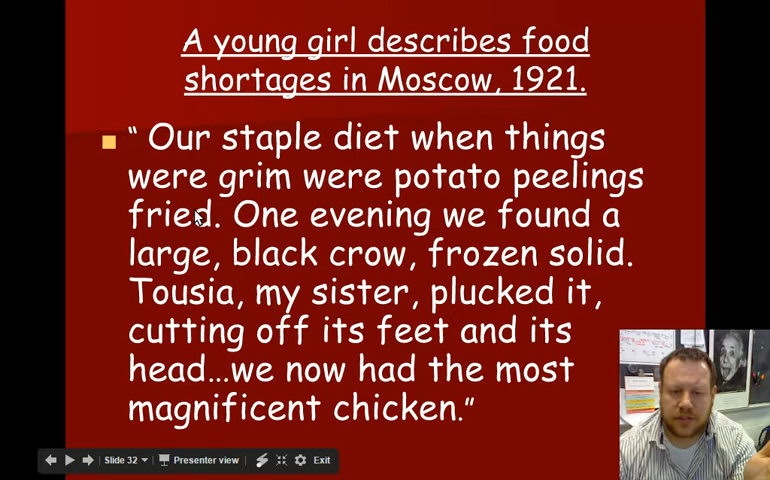 A young girl describes food
shortages in Moscow, 1921.
“ Our staple diet when things
were grim were potato peelings
fried. One evening we found a
large, black crow, frozen solid.
Tousia, my sister, plucked it,
cutting off its feet and its
head...we now had the most
magnificent chicken.”
Slide 32
Presenter view
Exit